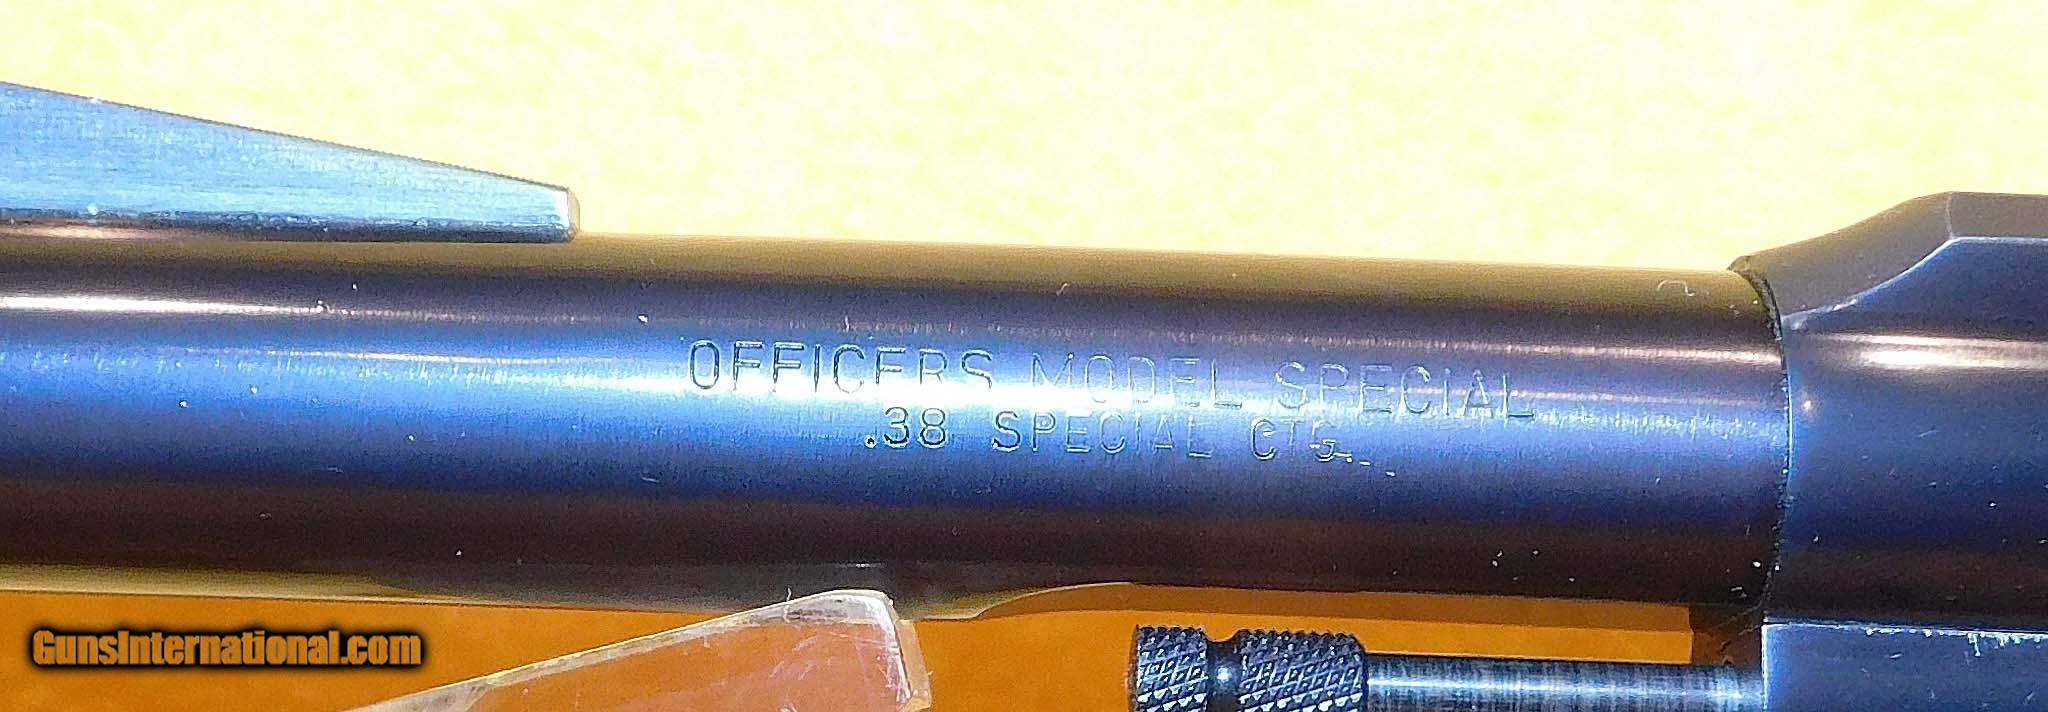 OFFICERS MODEL SPECIAL
.38 SPECIAL CTG.
GunsInternational.com